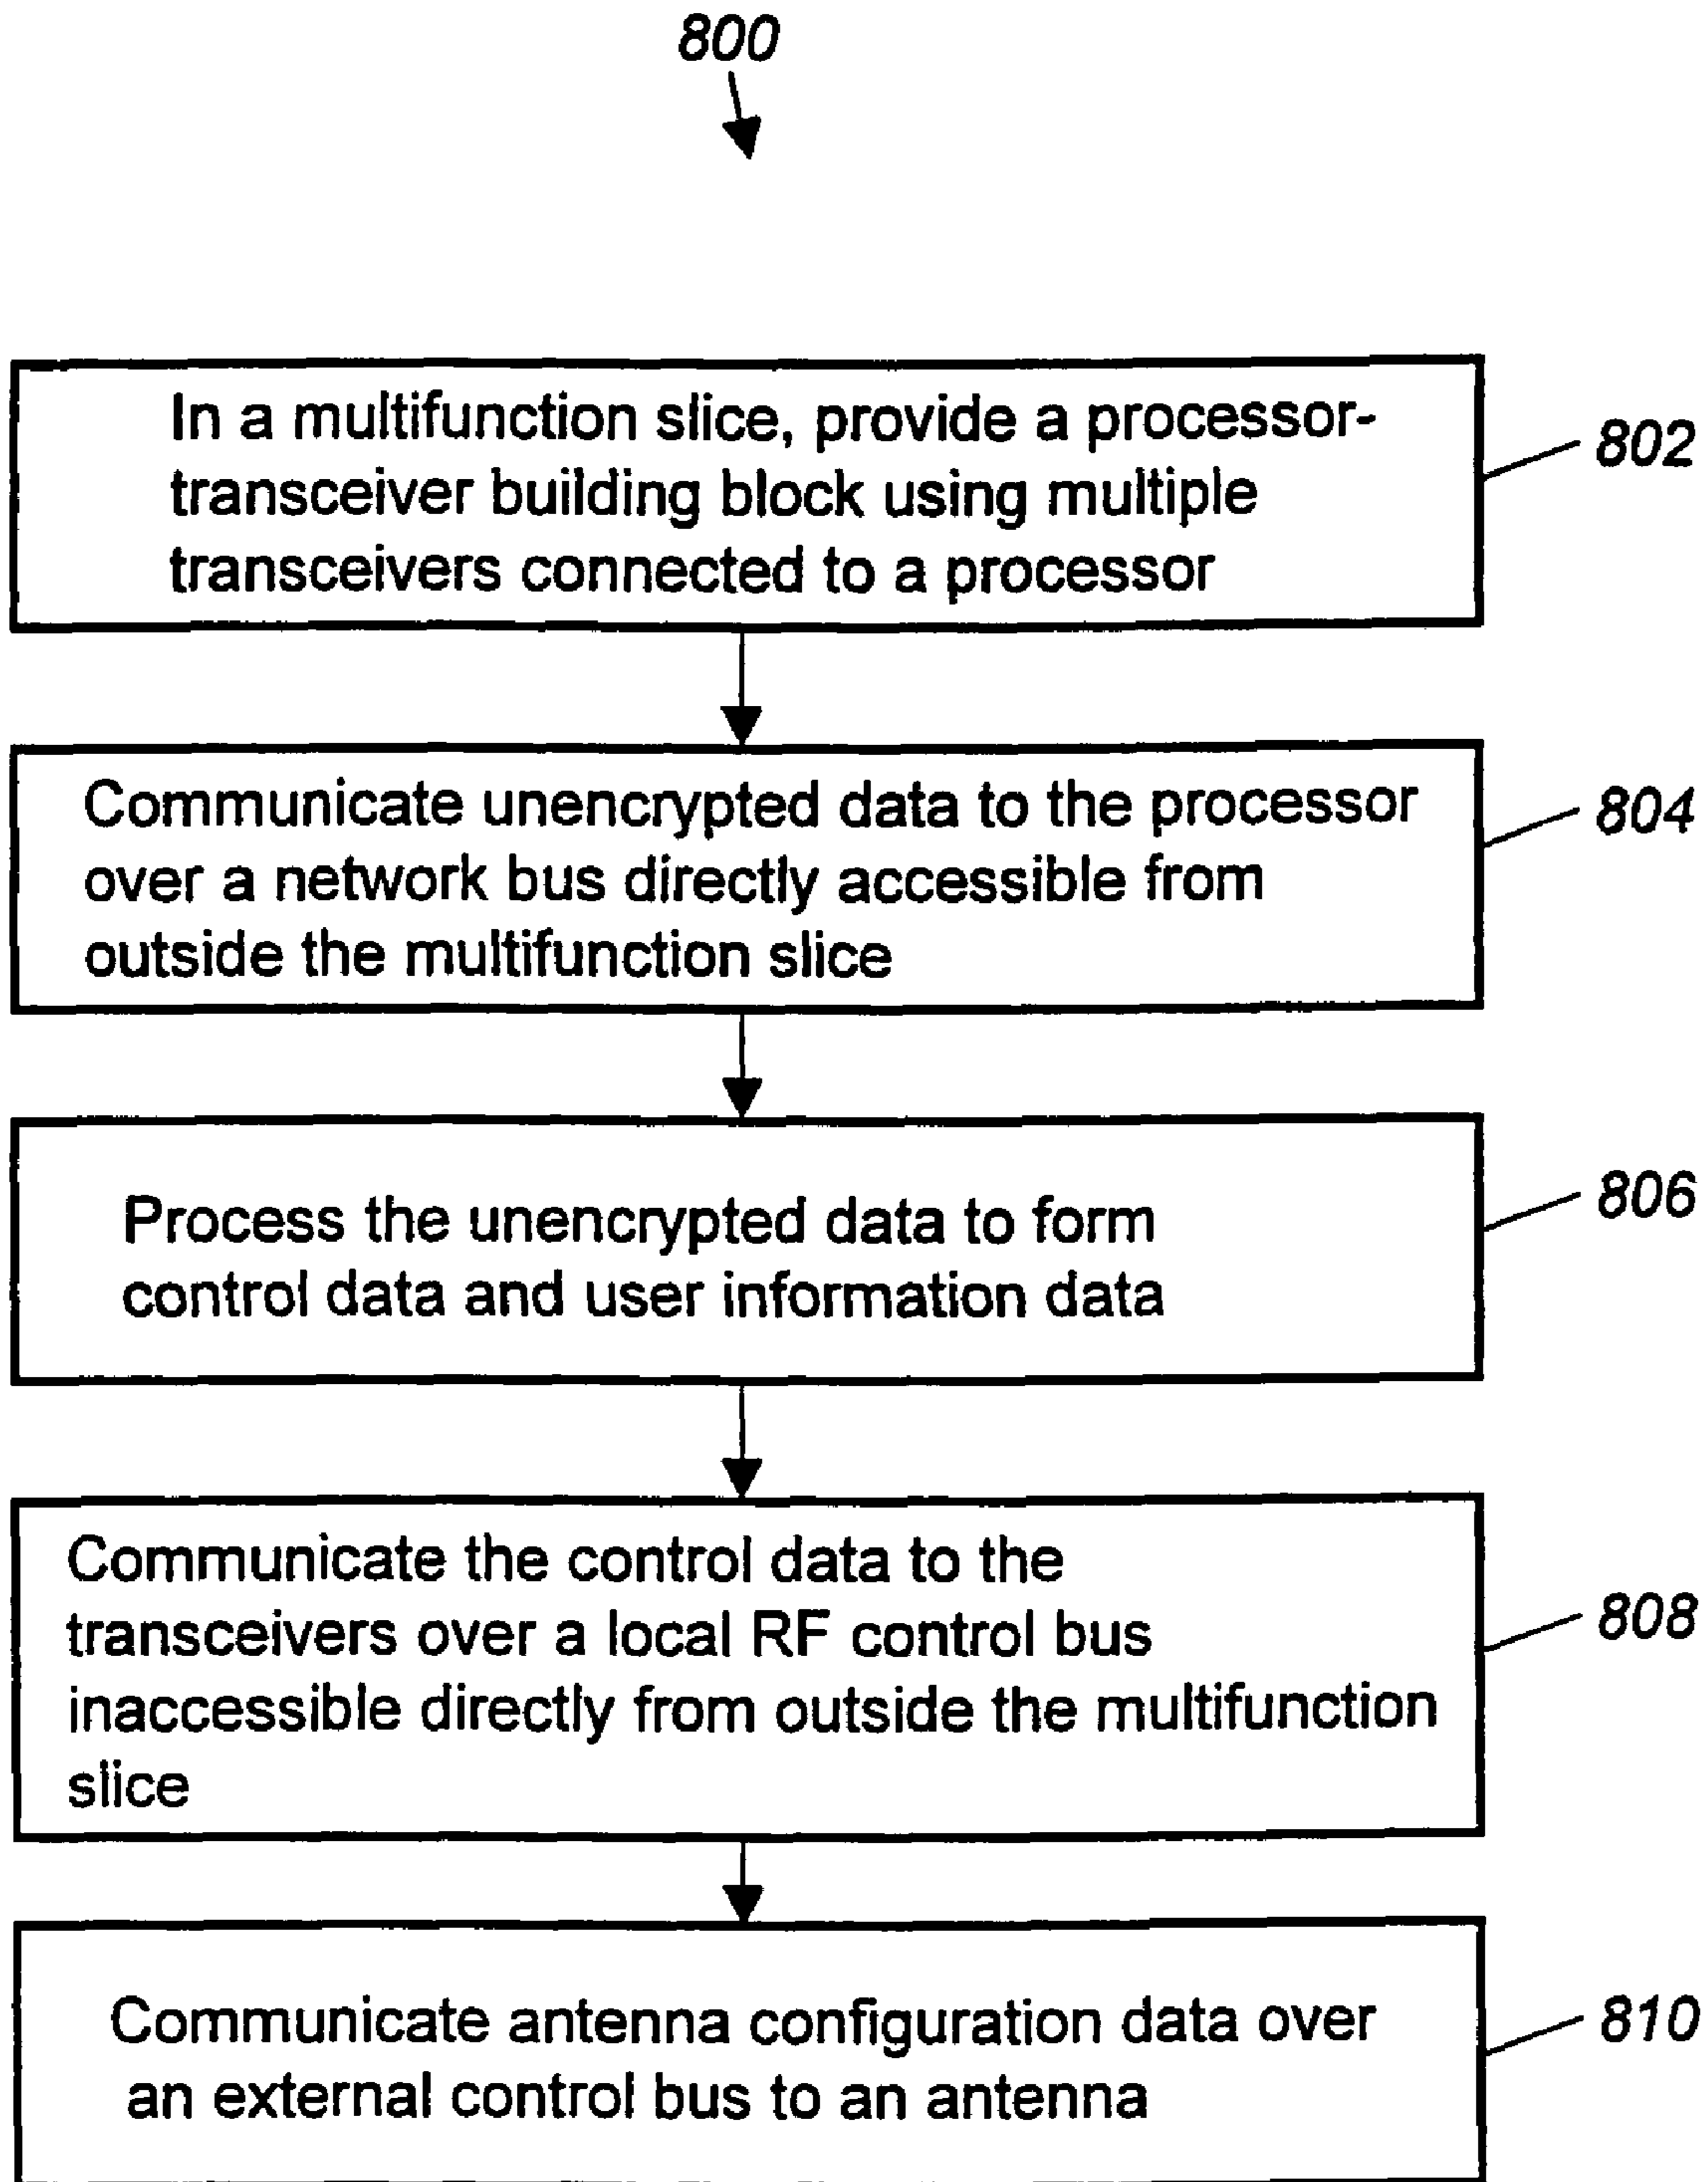 800
In a multifunction slice, provide a processor-
transceiver building block using multiple
transceivers connected to a processor
802
Communicate unencrypted data to the processor
over a network bus directly accessible from
outside the multifunction slice
804
Process the unencrypted data to form
control data and user information data
806
Communicate the control data to the
transceivers over a local RF control bus
inaccessible directly from outside the multifunction
slice
808
Communicate antenna configuration data over
an external control bus to an antenna
810